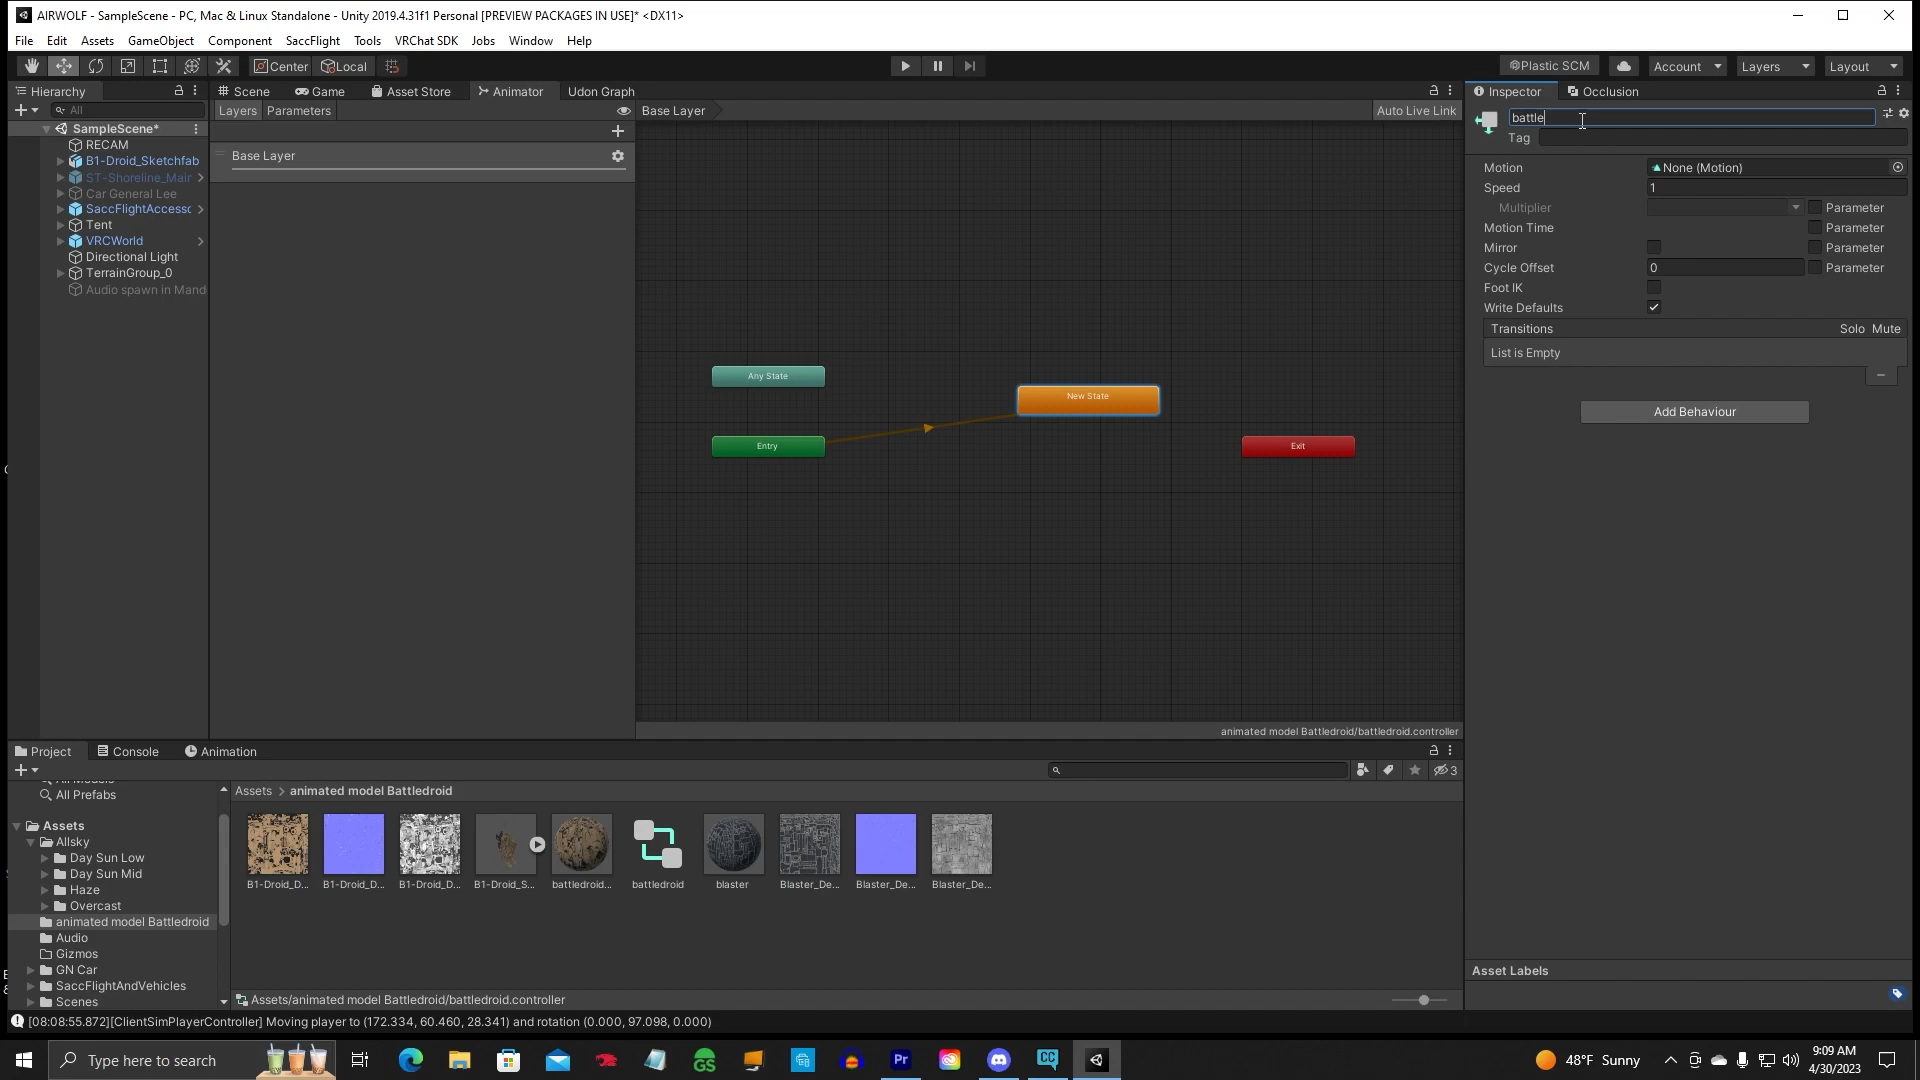 AIRWOLF - SampleScene - PC, Mac & Linux Standalone - Unity 2019.4.31f1 Personal [PREVIEW PACKAGES IN USE]* <DX11>
File Edit Assets GameObject Component SaccFlight Tools VRChat SDK Jobs Window Help
Center Local Plastic SCM Account Layers Layout
Hierarchy Scene Game Asset Store Animator Udon Graph Inspector Occlusion
All Layers Parameters Base Layer Auto Live Link battle
SampleScene*
Tag
RECAM
Base Layer
B1-Droid_Sketchfab
Motion None (Motion)
ST-Shoreline_Mair
Speed 1
Car General Lee
Multiplier Parameter
SaccFlightAccessc
Motion Time Parameter
Tent
Mirror Parameter
VRCWorld
Cycle Offset 0 Parameter
Directional Light
Foot IK
TerrainGroup_0
Write Defaults
Audio spawn in Mand
Transitions Solo Mute
List is Empty
Add Behaviour
Any State
New State
Entry
Exit
animated model Battledroid/battledroid.controller
Project Console Animation
3
All Prefabs
Assets > animated model Battledroid
Assets
Allsky
Day Sun Low
Day Sun Mid
Haze
Overcast
animated model Battledroid
Audio
Gizmos
GN Car
SaccFlightAndVehicles
Scenes
B1-Droid_D... B1-Droid_D... B1-Droid_D... B1-Droid_S... battledroid... battledroid blaster Blaster_De... Blaster_De... Blaster_De...
Assets/animated model Battledroid/battledroid.controller
Asset Labels
[08:08:55.872][ClientSimPlayerController] Moving player to (172.334, 60.460, 28.341) and rotation (0.000, 97.098, 0.000)
Type here to search
GS Pr CC
48°F Sunny
9:09 AM
4/30/2023